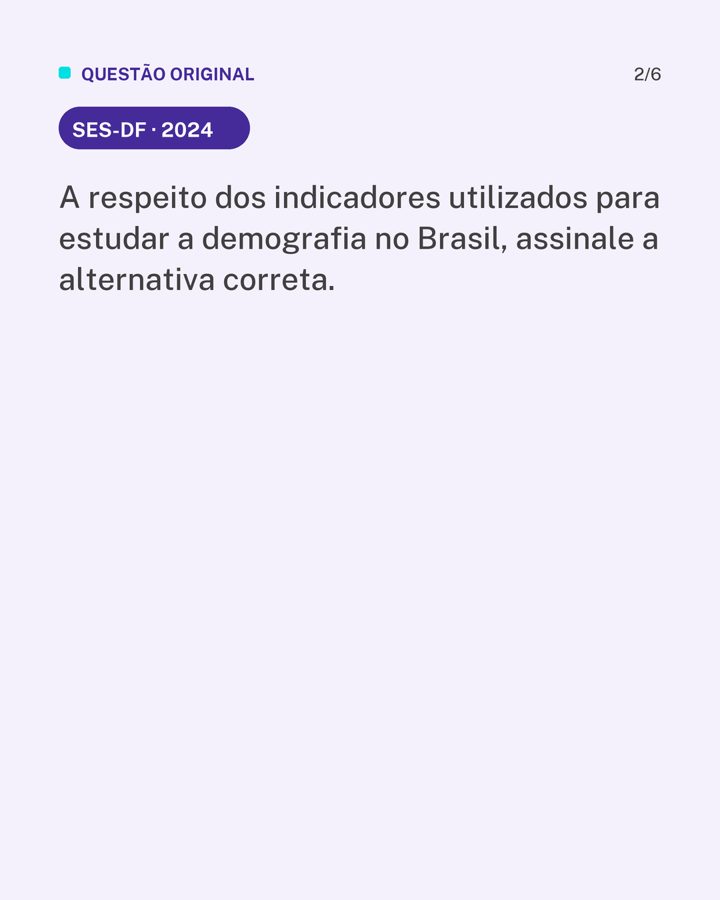 QUESTÃO ORIGINAL
2/6
SES-DF · 2024
A respeito dos indicadores utilizados para
estudar a demografia no Brasil, assinale a
alternativa correta.